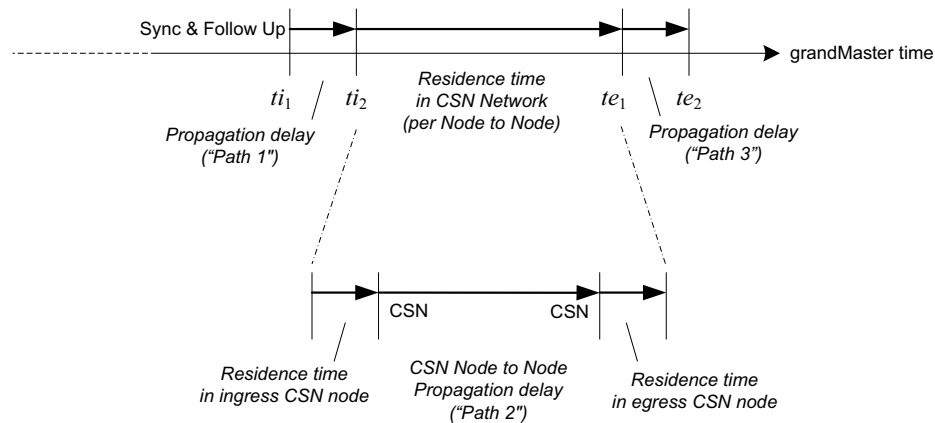 Sync & Follow Up
grandMaster time
ti1
ti2
Residence time
in CSN Network
(per Node to Node)
te1
te2
Propagation delay
(“Path 1")
Propagation delay
(“Path 3”)
CSN
CSN
Residence time
in ingress CSN node
CSN Node to Node
Propagation delay
(“Path 2")
Residence time
in egress CSN node